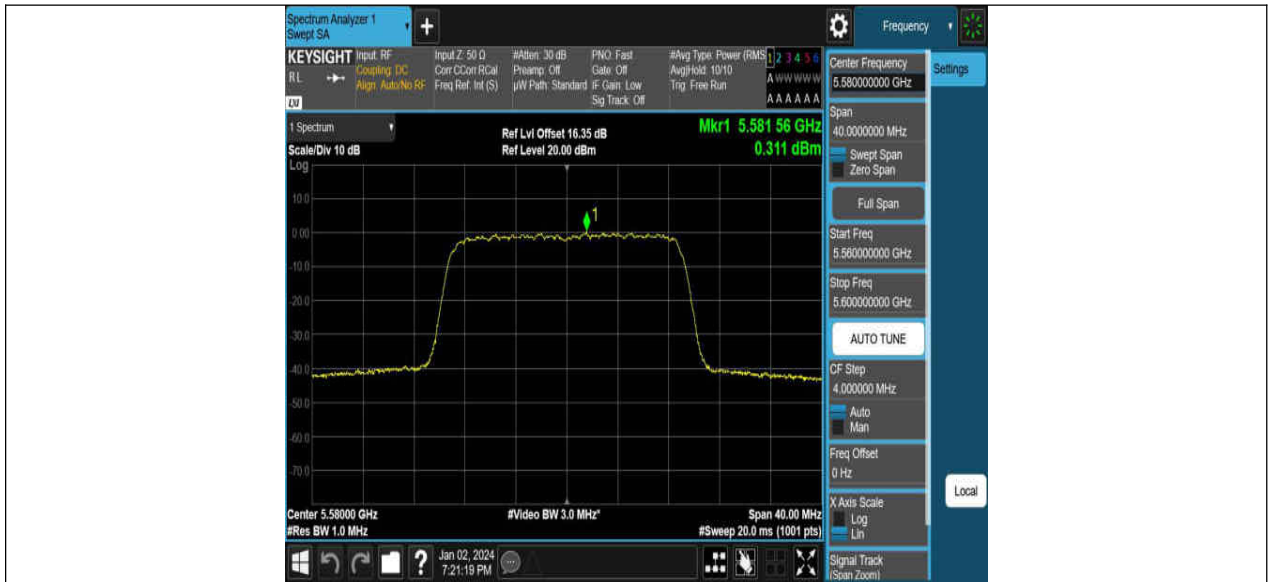 Spectrum Analyzer 1
Swept SA
+
Frequency
KEYSIGHT
RL
Input: RF
Coupling: DC
Align: Auto/No RF
Input Z: 50 Ω
Corr CCorr RCal
Freq Ref: Int (S)
#Atten: 30 dB
Preamp: Off
µW Path: Standard
PNO: Fast
Gate: Off
IF Gain: Low
Sig Track: Off
#Avg Type: Power (RMS
Avg|Hold: 10/10
Trig: Free Run
1 2 3 4 5 6
A W W W W W
A A A A A A
1 Spectrum
Scale/Div 10 dB
Log
Ref Lvl Offset 16.35 dB
Ref Level 20.00 dBm
Mkr1 5.581 56 GHz
0.311 dBm
10.0
0.00
-10.0
-20.0
-30.0
-40.0
-50.0
-60.0
-70.0
1
Center 5.58000 GHz
#Res BW 1.0 MHz
#Video BW 3.0 MHz*
Span 40.00 MHz
#Sweep 20.0 ms (1001 pts)
Center Frequency
5.580000000 GHz
Settings
Span
40.0000000 MHz
Swept Span
Zero Span
Full Span
Start Freq
5.560000000 GHz
Stop Freq
5.600000000 GHz
AUTO TUNE
CF Step
4.000000 MHz
Auto
Man
Freq Offset
0 Hz
X Axis Scale
Log
Lin
Signal Track
(Span Zoom)
Local
?
Jan 02, 2024
7:21:19 PM